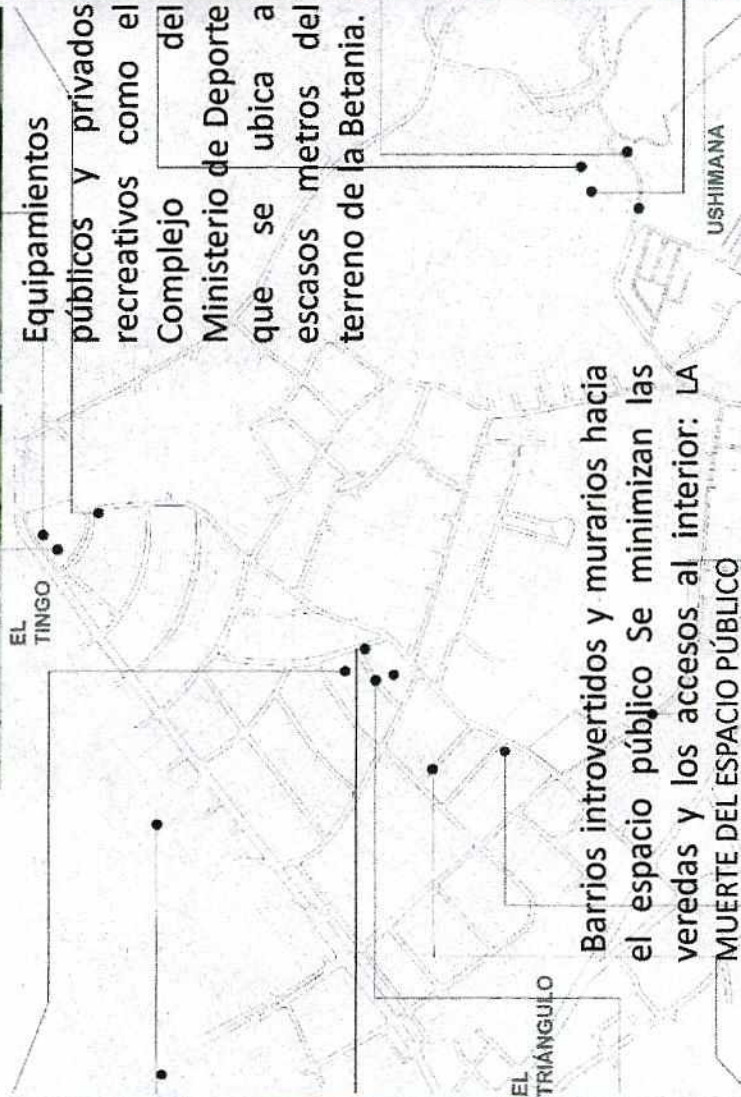 Equipamientos
públicos y privados
recreativos como el
Complejo del
Ministerio de Deporte
que se ubica a
escasos metros del
terreno de la Betania.
EL
TINGO
USHIMANA
Barrios introvertidos y murarios hacia
el espacio público Se minimizan las
veredas y los accesos al interior: LA
MUERTE DEL ESPACIO PÚBLICO
EL
TRIÁNGULO